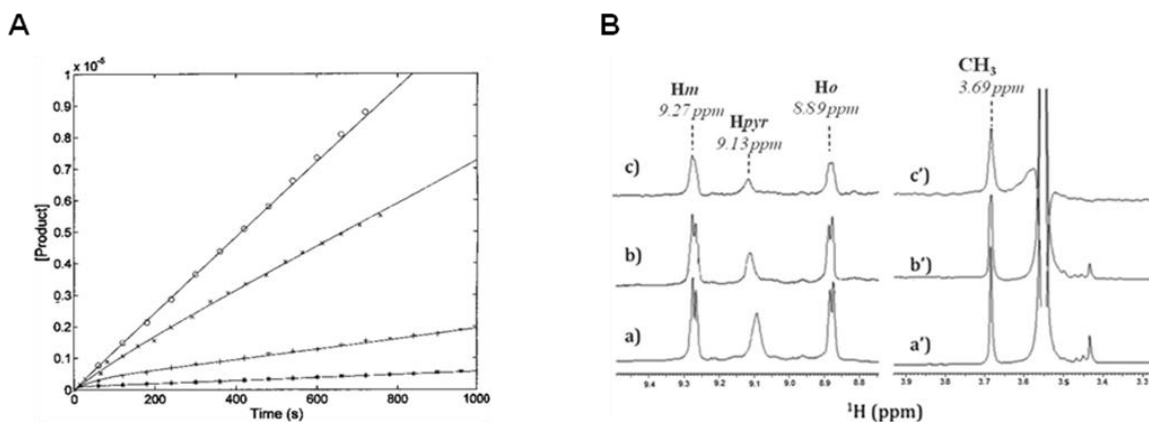 A
× 10⁻⁵
[Product]
1
0.9
0.8
0.7
0.6
0.5
0.4
0.3
0.2
0.1
0
0 200 400 600 800 1000
Time (s)
B
Hm
9.27 ppm
Hpyr
9.13 ppm
Ho
8.89 ppm
CH₃
3.69 ppm
c) c')
b) b')
a) a')
9.4 9.3 9.2 9.1 9.0 8.9 8.8 3.9 3.8 3.7 3.6 3.5 3.4 3.3
¹H (ppm)